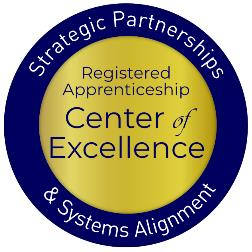 Strategic Partnerships
Registered
Apprenticeship
Center of
Excellence
& Systems Alignment